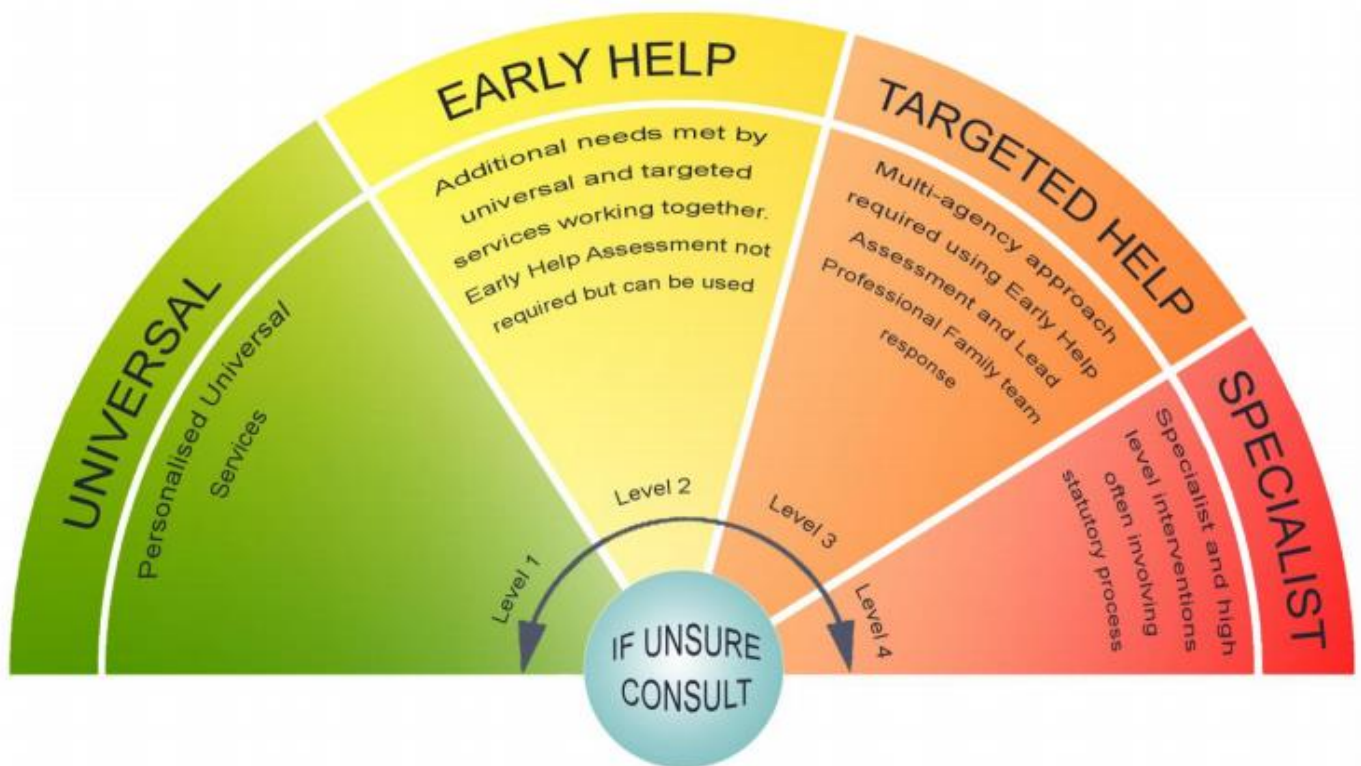 UNIVERSAL
Personalised Universal
Services
Level 1
EARLY HELP
Additional needs met by
universal and targeted
services working together.
Early Help Assessment not
required but can be used
Level 2
TARGETED HELP
Multi-agency approach
required using Early Help
Assessment and Lead
Professional Family team
response
Level 3
SPECIALIST
Specialist and high
level interventions
often involving
statutory process
Level 4
IF UNSURE
CONSULT